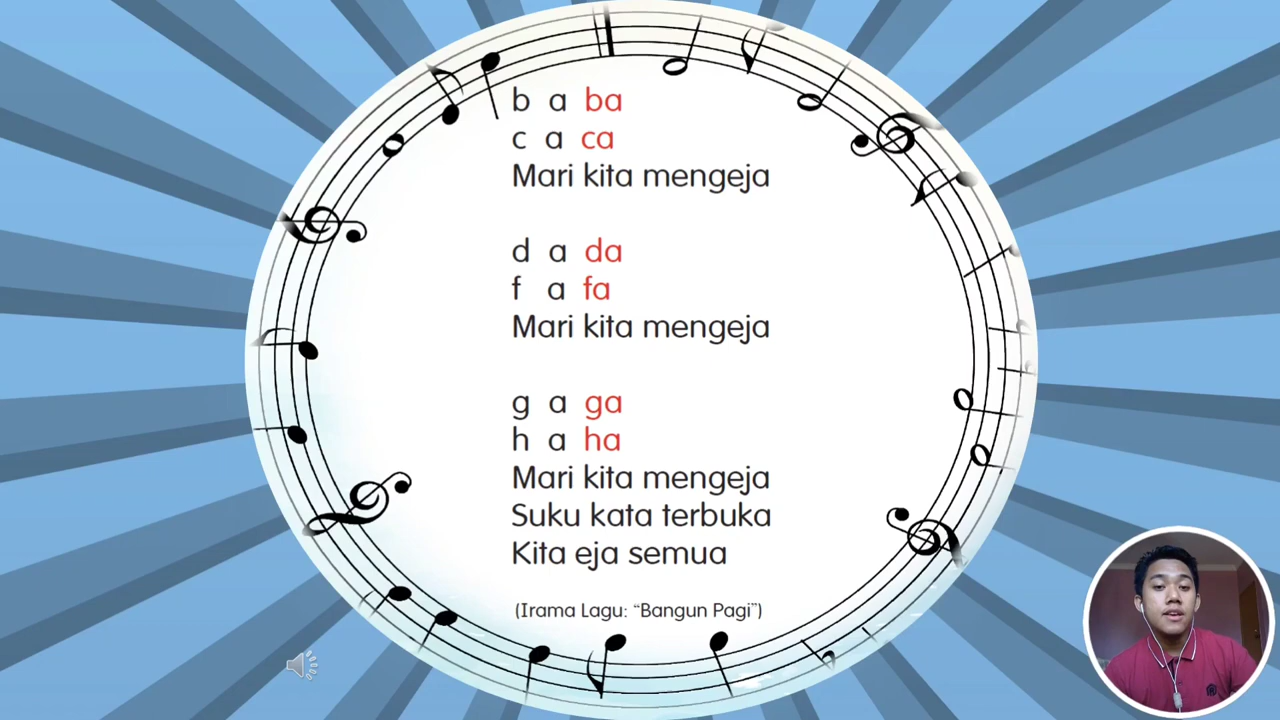 b a ba
c a ca
Mari kita mengeja
d a da
f a fa
Mari kita mengeja
g a ga
h a ha
Mari kita mengeja
Suku kata terbuka
Kita eja semua
(Irama Lagu: “Bangun Pagi”)